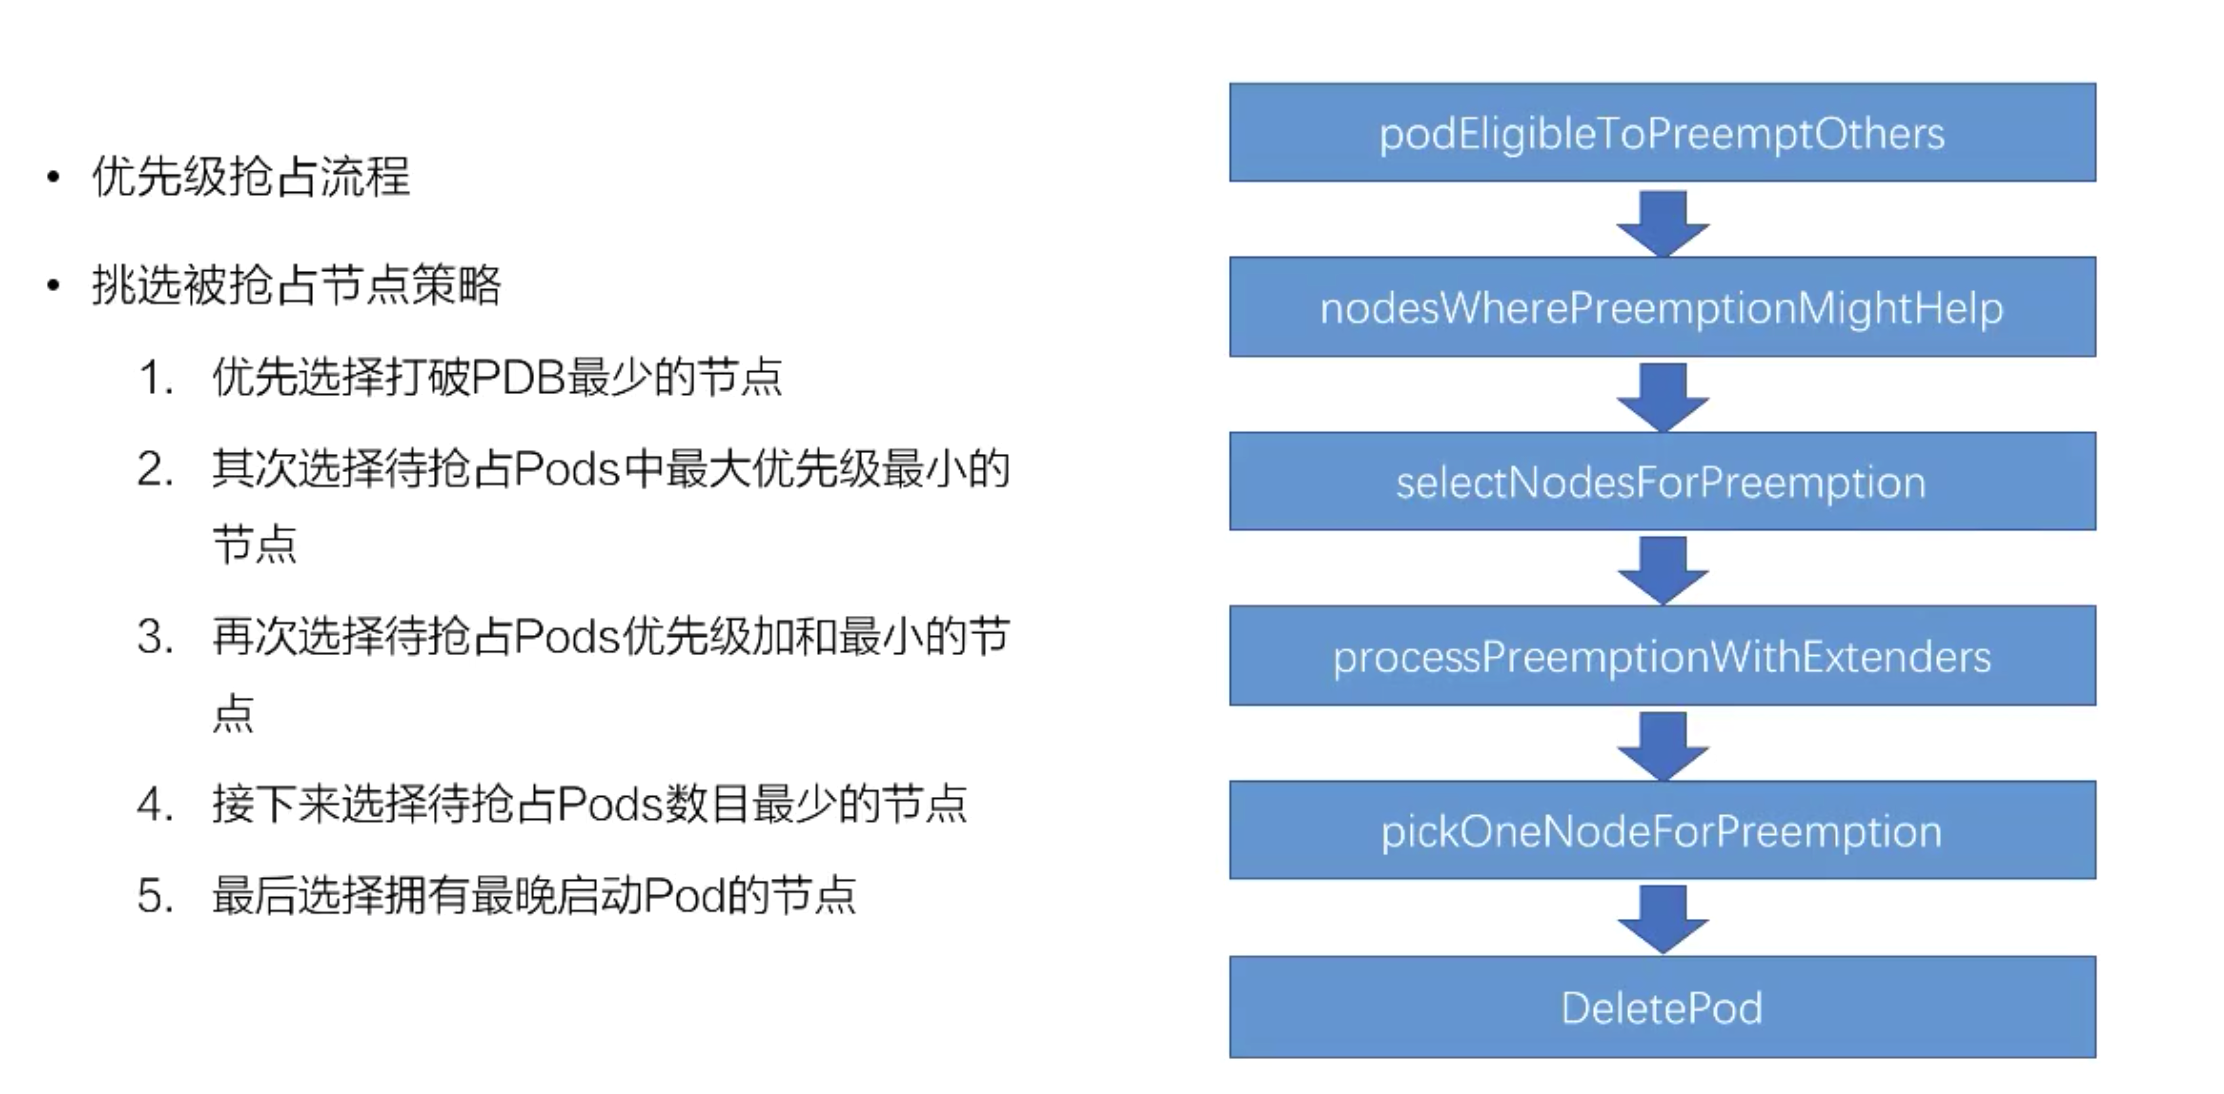 • 优先级抢占流程
• 挑选被抢占节点策略
1. 优先选择打破PDB最少的节点
2. 其次选择待抢占Pods中最大优先级最小的
节点
3. 再次选择待抢占Pods优先级加和最小的节
点
4. 接下来选择待抢占Pods数目最少的节点
5. 最后选择拥有最晚启动Pod的节点
podEligibleToPreemptOthers
nodesWherePreemptionMightHelp
selectNodesForPreemption
processPreemptionWithExtenders
pickOneNodeForPreemption
DeletePod